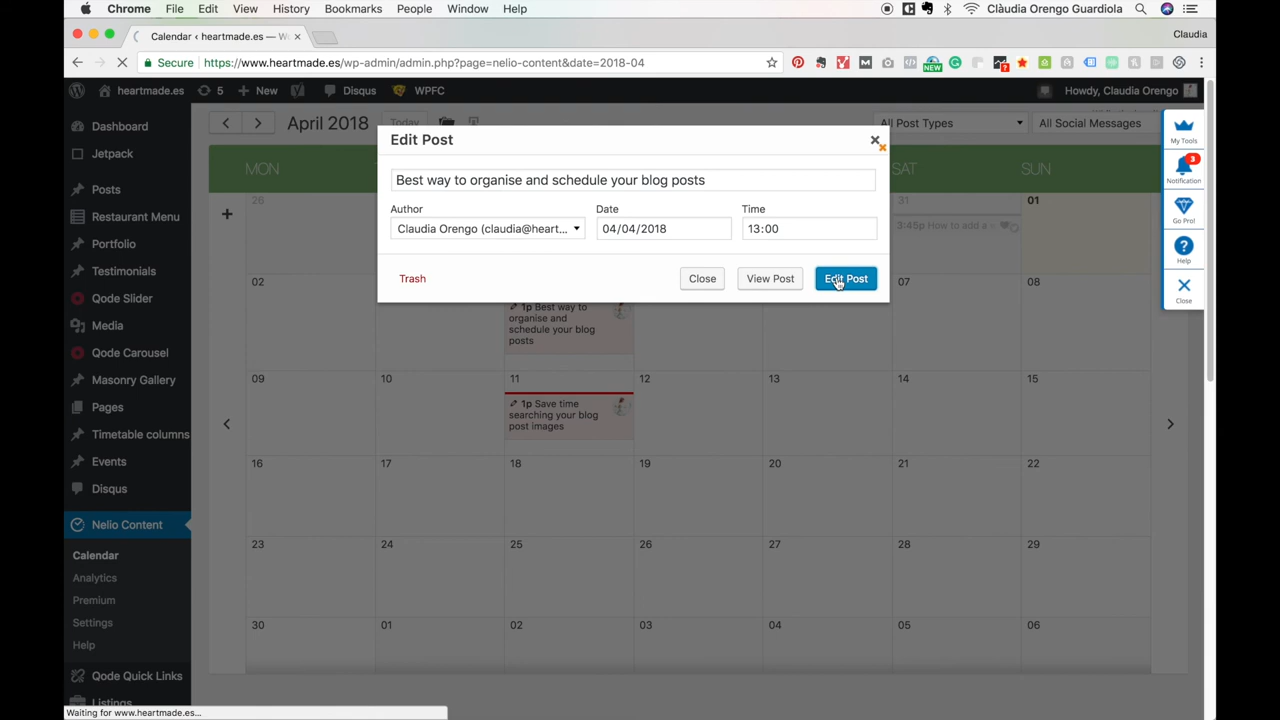 Chrome File Edit View History Bookmarks People Window Help Clàudia Orengo Guardiola
Calendar ‹ heartmade.es — W
Claudia
Secure https://www.heartmade.es/wp-admin/admin.php?page=nelio-content&date=2018-04
NEW
heartmade.es 5 New Disqus WPFC Howdy, Claudia Orengo
Dashboard
Jetpack
Posts
Restaurant Menu
Portfolio
Testimonials
Qode Slider
Media
Qode Carousel
Masonry Gallery
Pages
Timetable columns
Events
Disqus
Nelio Content
Calendar
Analytics
Premium
Settings
Help
Qode Quick Links
Listings
Waiting for www.heartmade.es...
April 2018 Today All Post Types All Social Messages
MON SAT SUN
Edit Post
Best way to organise and schedule your blog posts
Author Date Time
Claudia Orengo (claudia@heart... 04/04/2018 13:00
Trash Close View Post Edit Post
26 31 01
3:45p How to add a
02 07 08
1p Best way to
organise and
schedule your blog
posts
09 10 11 12 13 14 15
1p Save time
searching your blog
post images
16 17 18 19 20 21 22
23 24 25 26 27 28 29
30 01 02 03 04 05 06
My Tools
3
Notification
Go Pro!
Help
Close